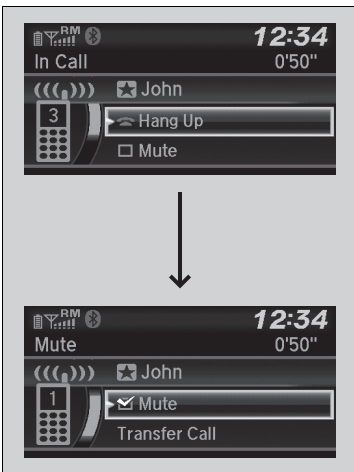 RM 12:34
In Call 0'50"
John
3 Hang Up
Mute
RM 12:34
Mute 0'50"
John
1 Mute
Transfer Call